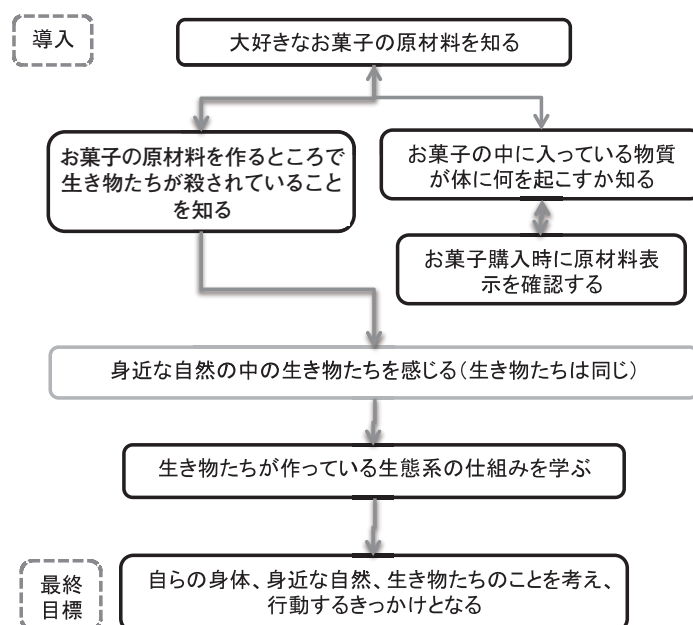 導入
大好きなお菓子の原材料を知る
お菓子の原材料を作るところで
生き物たちが殺されていること
を知る
お菓子の中に入っている物質
が体に何を起こすか知る
お菓子購入時に原材料表
示を確認する
身近な自然の中の生き物たちを感じる(生き物たちは同じ)
生き物たちが作っている生態系の仕組みを学ぶ
最終
目標
自らの身体、身近な自然、生き物たちのことを考え、
行動するきっかけとなる